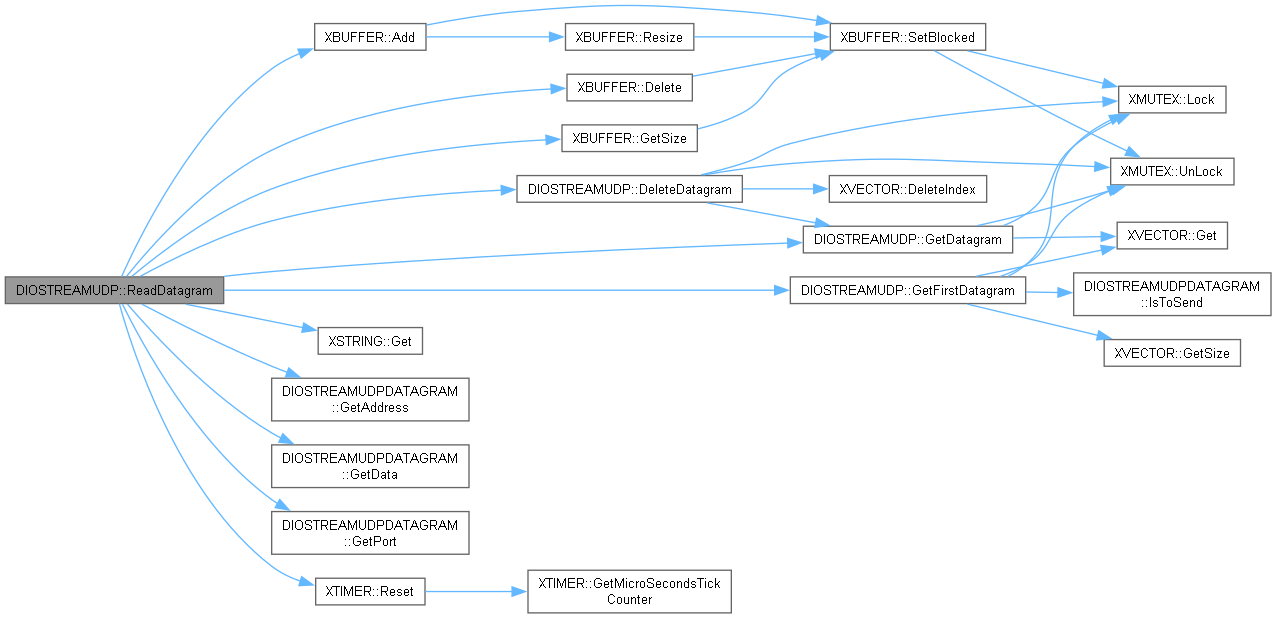 XBUFFER::Add
XBUFFER::Resize
XBUFFER::SetBlocked
XBUFFER::Delete
XMUTEX::Lock
XBUFFER::GetSize
XMUTEX::UnLock
DIOSTREAMUDP::DeleteDatagram
XVECTOR::DeleteIndex
DIOSTREAMUDP::GetDatagram
XVECTOR::Get
DIOSTREAMUDP::ReadDatagram
DIOSTREAMUDP::GetFirstDatagram
DIOSTREAMUDPDATAGRAM
::IsToSend
XSTRING::Get
XVECTOR::GetSize
DIOSTREAMUDPDATAGRAM
::GetAddress
DIOSTREAMUDPDATAGRAM
::GetData
DIOSTREAMUDPDATAGRAM
::GetPort
XTIMER::Reset
XTIMER::GetMicroSecondsTick
Counter